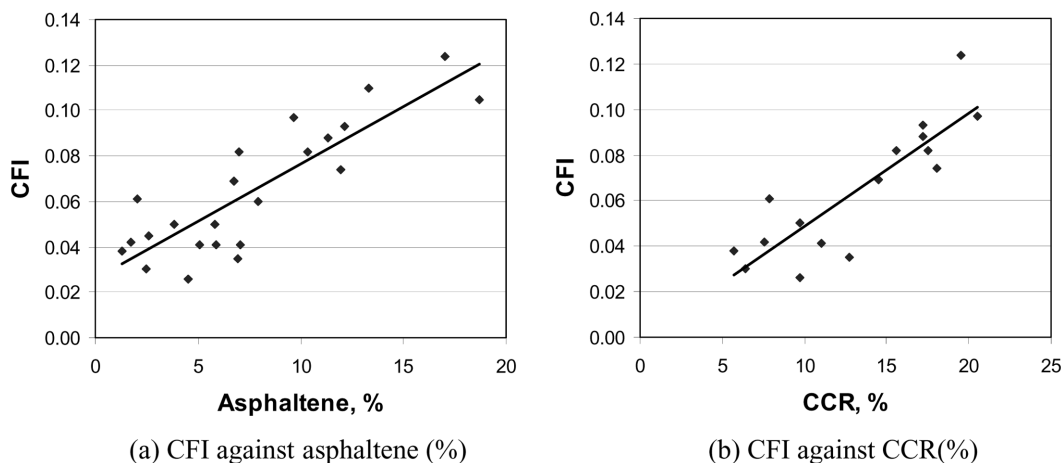 0.14
0.12
0.10
0.08
0.06
0.04
0.02
0.00
CFI
0 5 10 15 20
Asphaltene, %
(a) CFI against asphaltene (%)
0.14
0.12
0.10
0.08
0.06
0.04
0.02
0.00
CFI
0 5 10 15 20 25
CCR, %
(b) CFI against CCR(%)